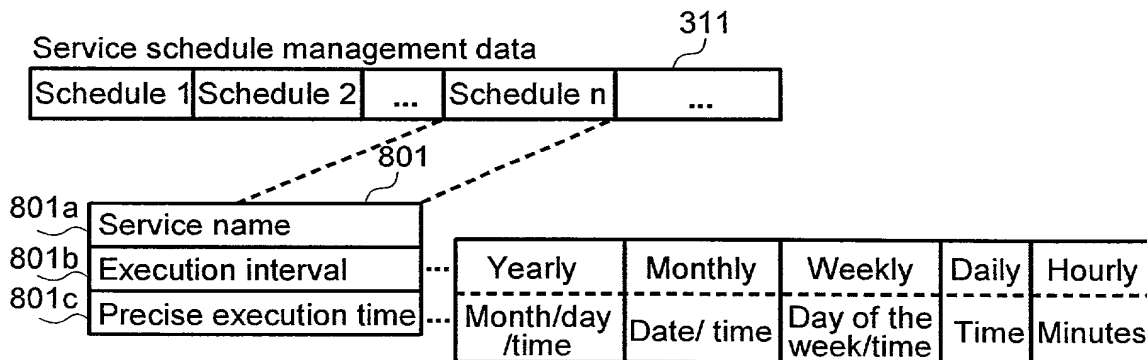 311
Service schedule management data
Schedule 1 Schedule 2 ... Schedule n ...
801
801a Service name
801b Execution interval ... Yearly Monthly Weekly Daily Hourly
801c Precise execution time ... Month/day /time Date/ time Day of the week/time Time Minutes